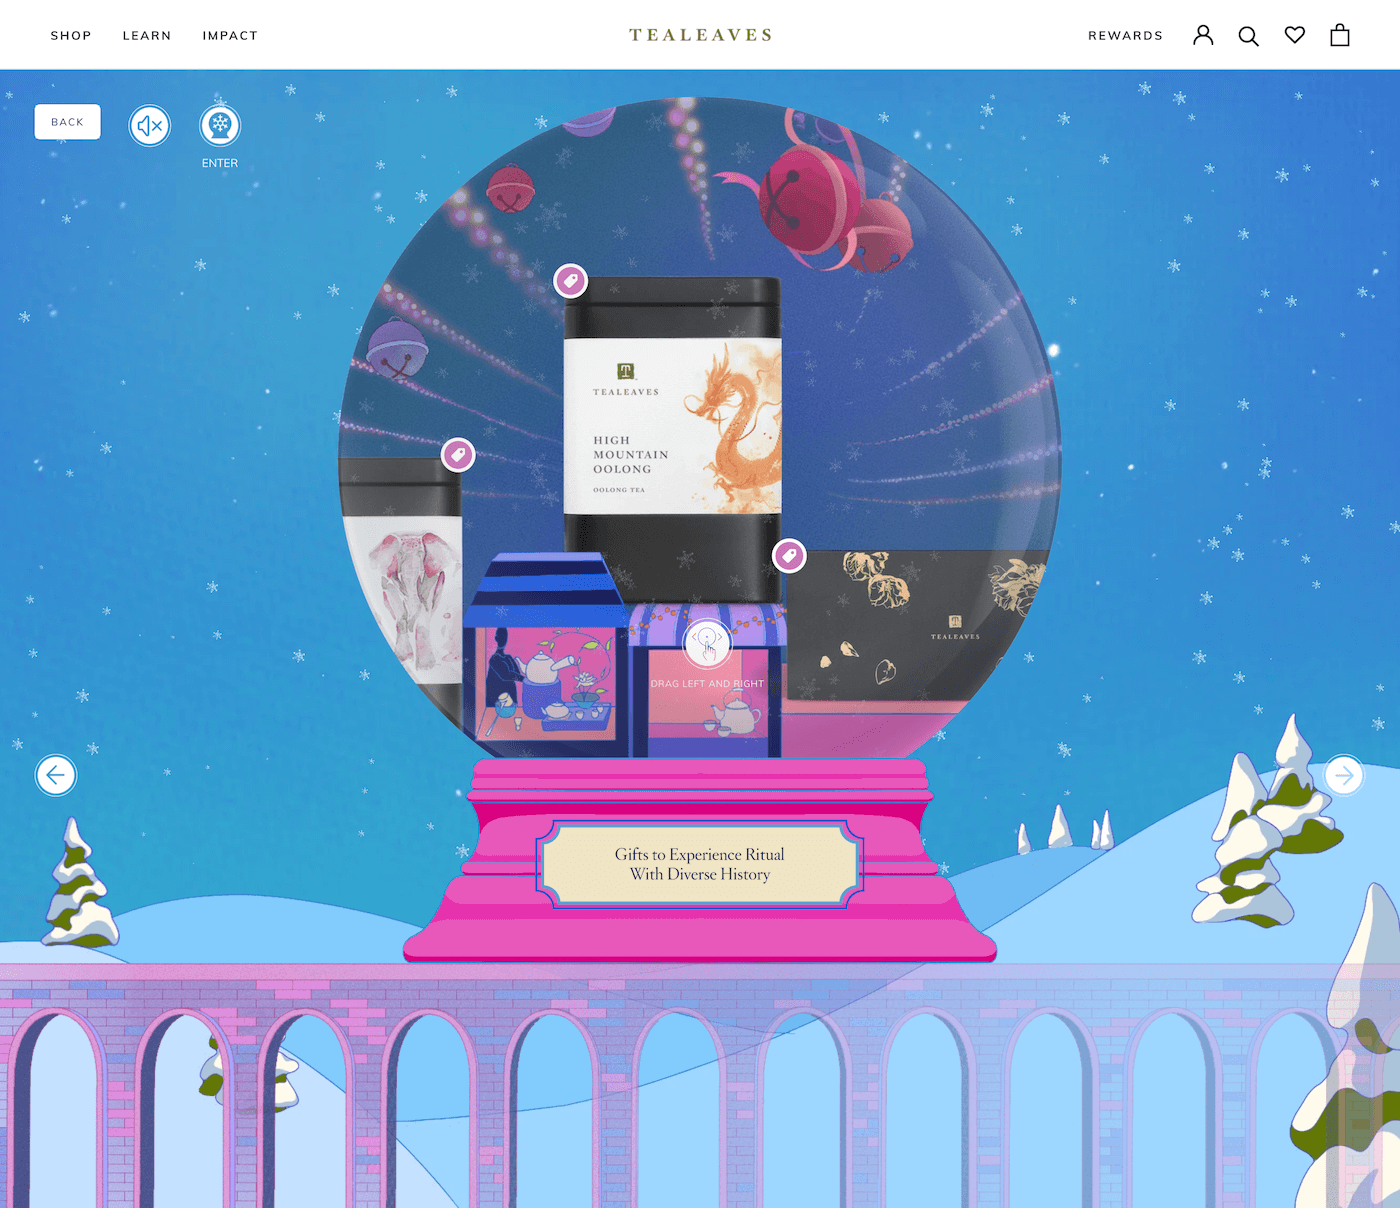 SHOP
LEARN
IMPACT
TEALEAVES
REWARDS
BACK
ENTER
T
TEALEAVES
HIGH
MOUNTAIN
OOLONG
OOLONG TEA
T
TEALEAVES
DRAG LEFT AND RIGHT
Gifts to Experience Ritual
With Diverse History